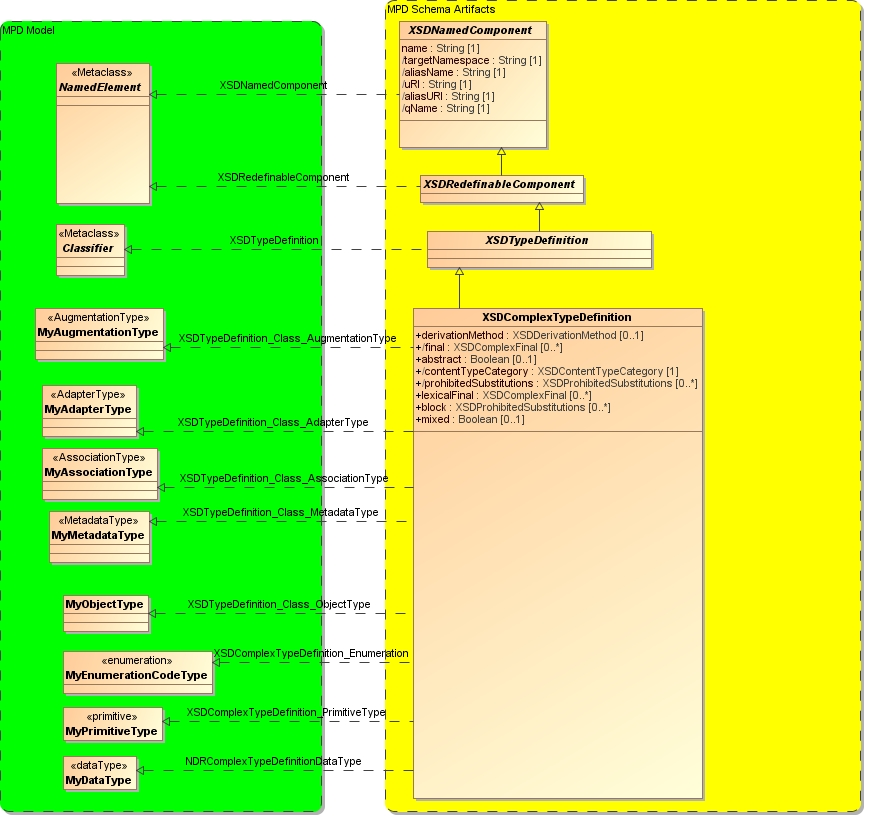 MPD Model
«Metaclass»
NamedElement
«Metaclass»
Classifier
«AugmentationType»
MyAugmentationType
«AdapterType»
MyAdapterType
«AssociationType»
MyAssociationType
«MetadataType»
MyMetadataType
MyObjectType
«enumeration»
MyEnumerationCodeType
«primitive»
MyPrimitiveType
«dataType»
MyDataType
XSDNamedComponent
XSDRedefinableComponent
XSDTypeDefinition
XSDTypeDefinition_Class_AugmentationType
XSDTypeDefinition_Class_AdapterType
XSDTypeDefinition_Class_AssociationType
XSDTypeDefinition_Class_MetadataType
XSDTypeDefinition_Class_ObjectType
XSDComplexTypeDefinition_Enumeration
XSDComplexTypeDefinition_PrimitiveType
NDRComplexTypeDefinitionDataType
MPD Schema Artifacts
XSDNamedComponent
name : String [1]
/targetNamespace : String [1]
/aliasName : String [1]
/uRI : String [1]
/aliasURI : String [1]
/qName : String [1]
XSDRedefinableComponent
XSDTypeDefinition
XSDComplexTypeDefinition
+derivationMethod : XSDDerivationMethod [0..1]
+/final : XSDComplexFinal [0..*]
+abstract : Boolean [0..1]
+/contentTypeCategory : XSDContentTypeCategory [1]
+/prohibitedSubstitutions : XSDProhibitedSubstitutions [0..*]
+lexicalFinal : XSDComplexFinal [0..*]
+block : XSDProhibitedSubstitutions [0..*]
+mixed : Boolean [0..1]